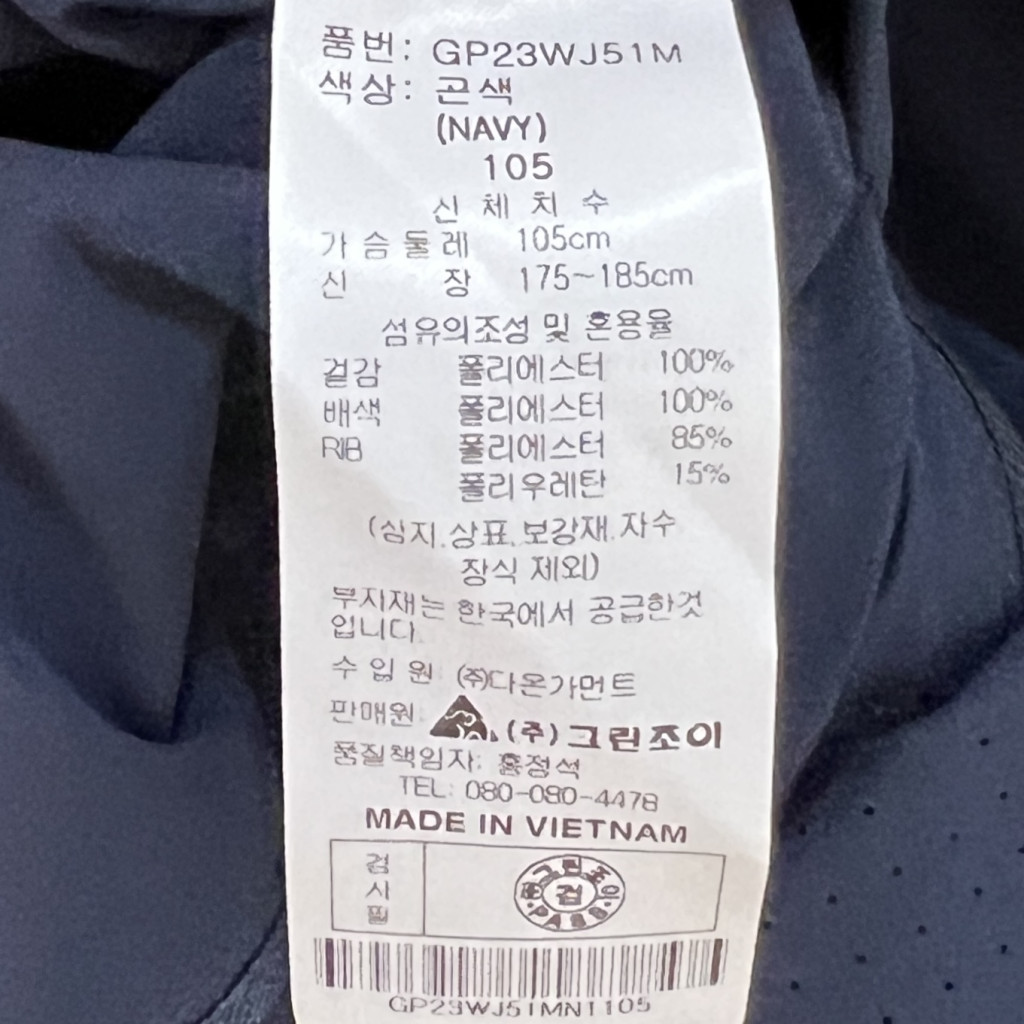 품번: GP23WJ51M
색상: 곤색
(NAVY)
105
신 체 치 수
가 슴 둘 레 105cm
신 장 175~185cm
섬유의조성 및 혼용율
겉감 폴리에스터 100%
배색 폴리에스터 100%
RIB 폴리에스터 85%
폴리우레탄 15%
(심지.상표.보강재.자수
장식 제외)
부자재는 한국에서 공급한것
입니다.
수 입 원 (주)다온가먼트
판매원 (주)그린조이
품질책임자: 홍정석
TEL: 080-080-4478
MADE IN VIETNAM
검
사
필
그린조이
검
PASS
GP23WJ51MN1105